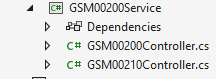 GSM00200Service
Dependencies
C# GSM00200Controller.cs
C# GSM00210Controller.cs